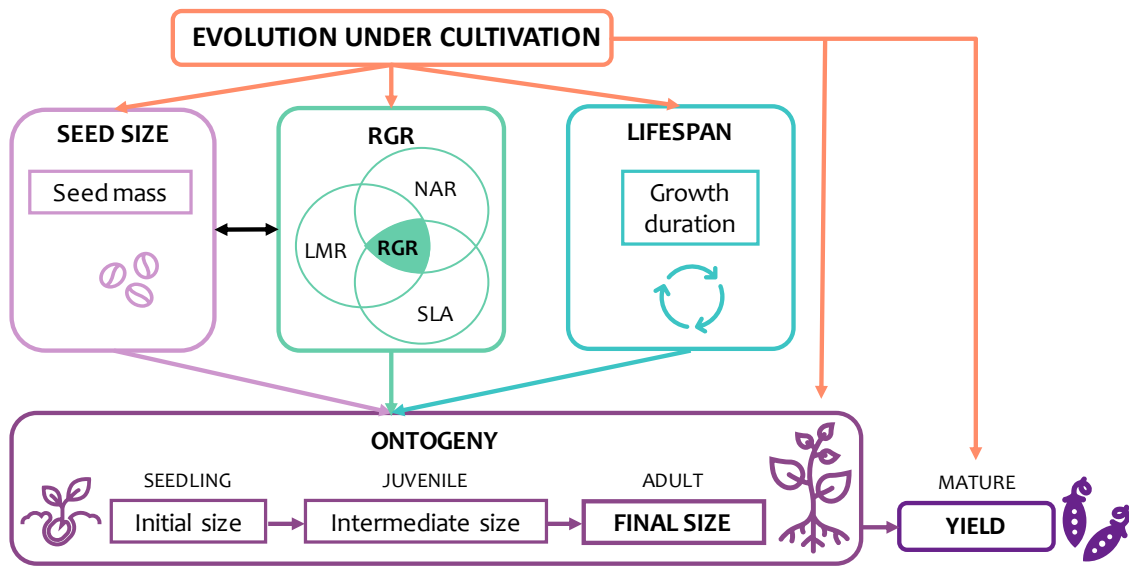 EVOLUTION UNDER CULTIVATION
SEED SIZE
Seed mass
RGR
NAR
LMR
RGR
SLA
LIFESPAN
Growth
duration
ONTOGENY
SEEDLING
JUVENILE
ADULT
MATURE
Initial size
Intermediate size
FINAL SIZE
YIELD